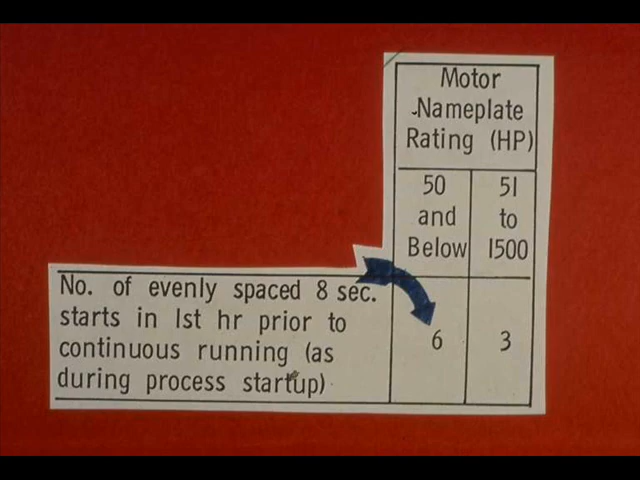 Motor
Nameplate
Rating (HP)
50
and
Below
51
to
1500
No. of evenly spaced 8 sec.
starts in 1st hr prior to
continuous running (as
during process startup)
6
3